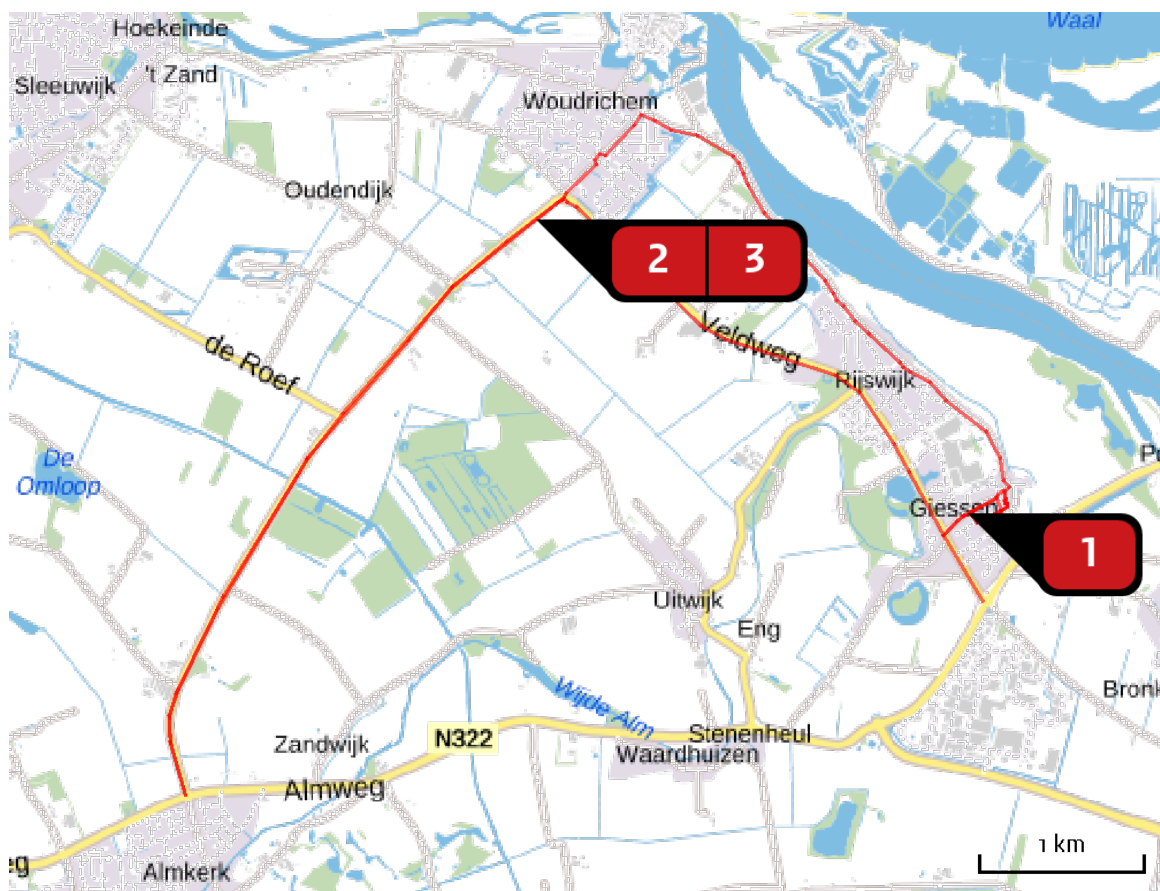 Waal
Hoekeinde
't Zand
Sleeuwijk
Woudrichem
Oudendijk
2 3
de Roef
Veldweg
Rijswijk
De
Omloop
Giessen
1
Uitwijk
Eng
Wijde Alm
Bronk
Stenenheul
N322
Zandwijk
Waardhuizen
Almweg
1 km
Almkerk
eg